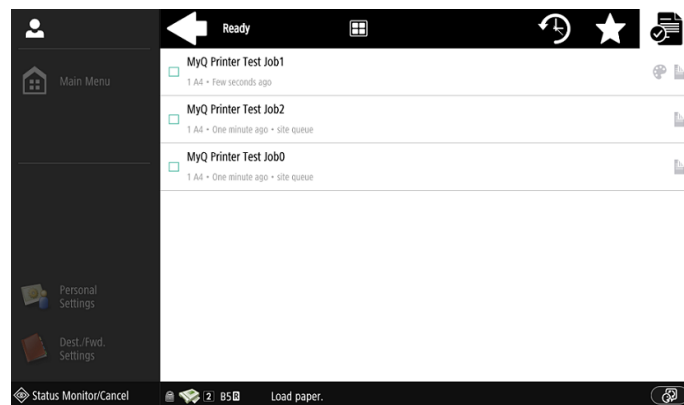 Ready
MyQ Printer Test Job1
1 A4 • Few seconds ago
MyQ Printer Test Job2
1 A4 • One minute ago • site queue
MyQ Printer Test Job0
1 A4 • One minute ago • site queue
Main Menu
Personal
Settings
Dest./Fwd.
Settings
Status Monitor/Cancel
2 B5R Load paper.